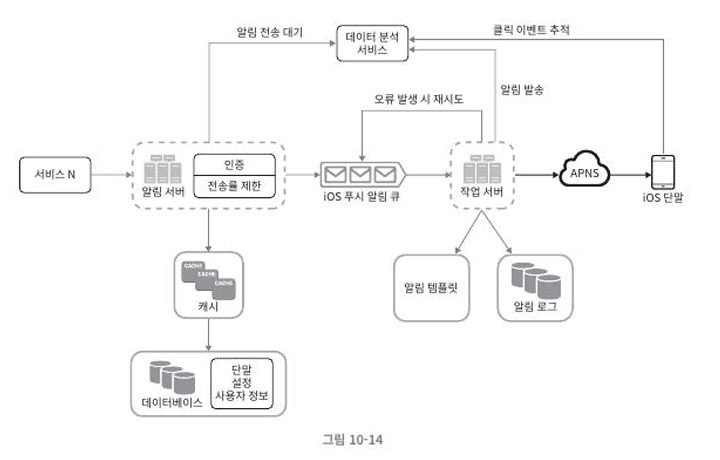 알림 전송 대기
데이터 분석
서비스
클릭 이벤트 추적
알림 발송
오류 발생 시 재시도
서비스 N
알림 서버
인증
전송률 제한
iOS 푸시 알림 큐
작업 서버
APNS
iOS 단말
CACHE
CACHE
CACHE
캐시
알림 템플릿
알림 로그
데이터베이스
단말
설정
사용자 정보
그림 10-14